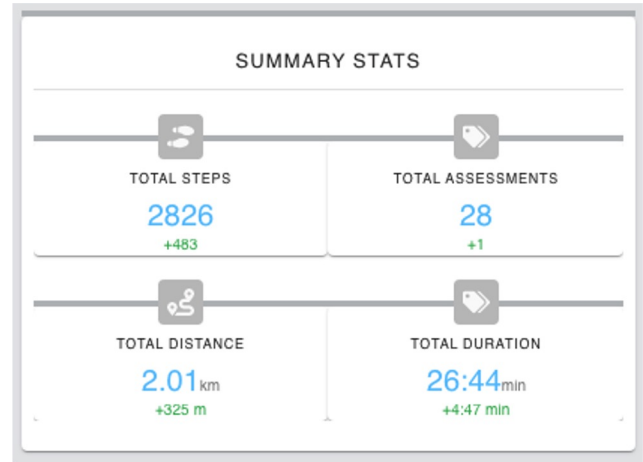 SUMMARY STATS
TOTAL STEPS
2826
+483
TOTAL ASSESSMENTS
28
+1
TOTAL DISTANCE
2.01km
+325 m
TOTAL DURATION
26:44min
+4:47 min